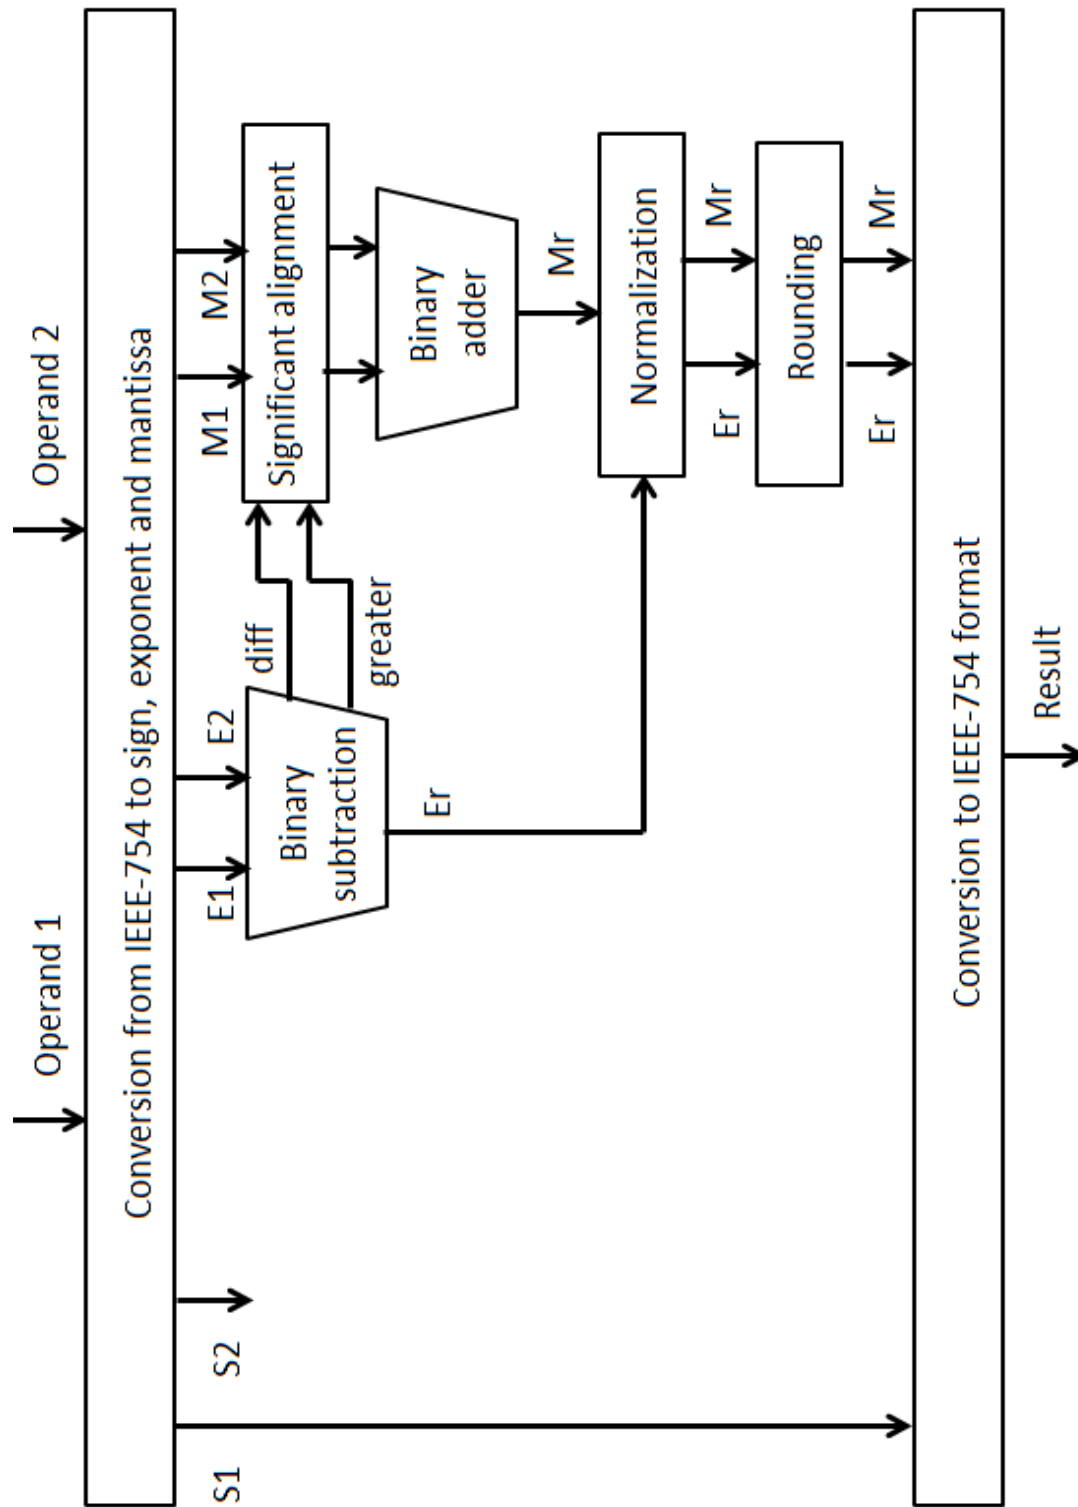 Operand 1
Operand 2
Conversion from IEEE-754 to sign, exponent and mantissa
S1
S2
E1
E2
M1
M2
Binary
subtraction
diff
greater
Significant alignment
Binary
adder
Er
Mr
Normalization
Er
Mr
Rounding
Er
Mr
Conversion to IEEE-754 format
Result